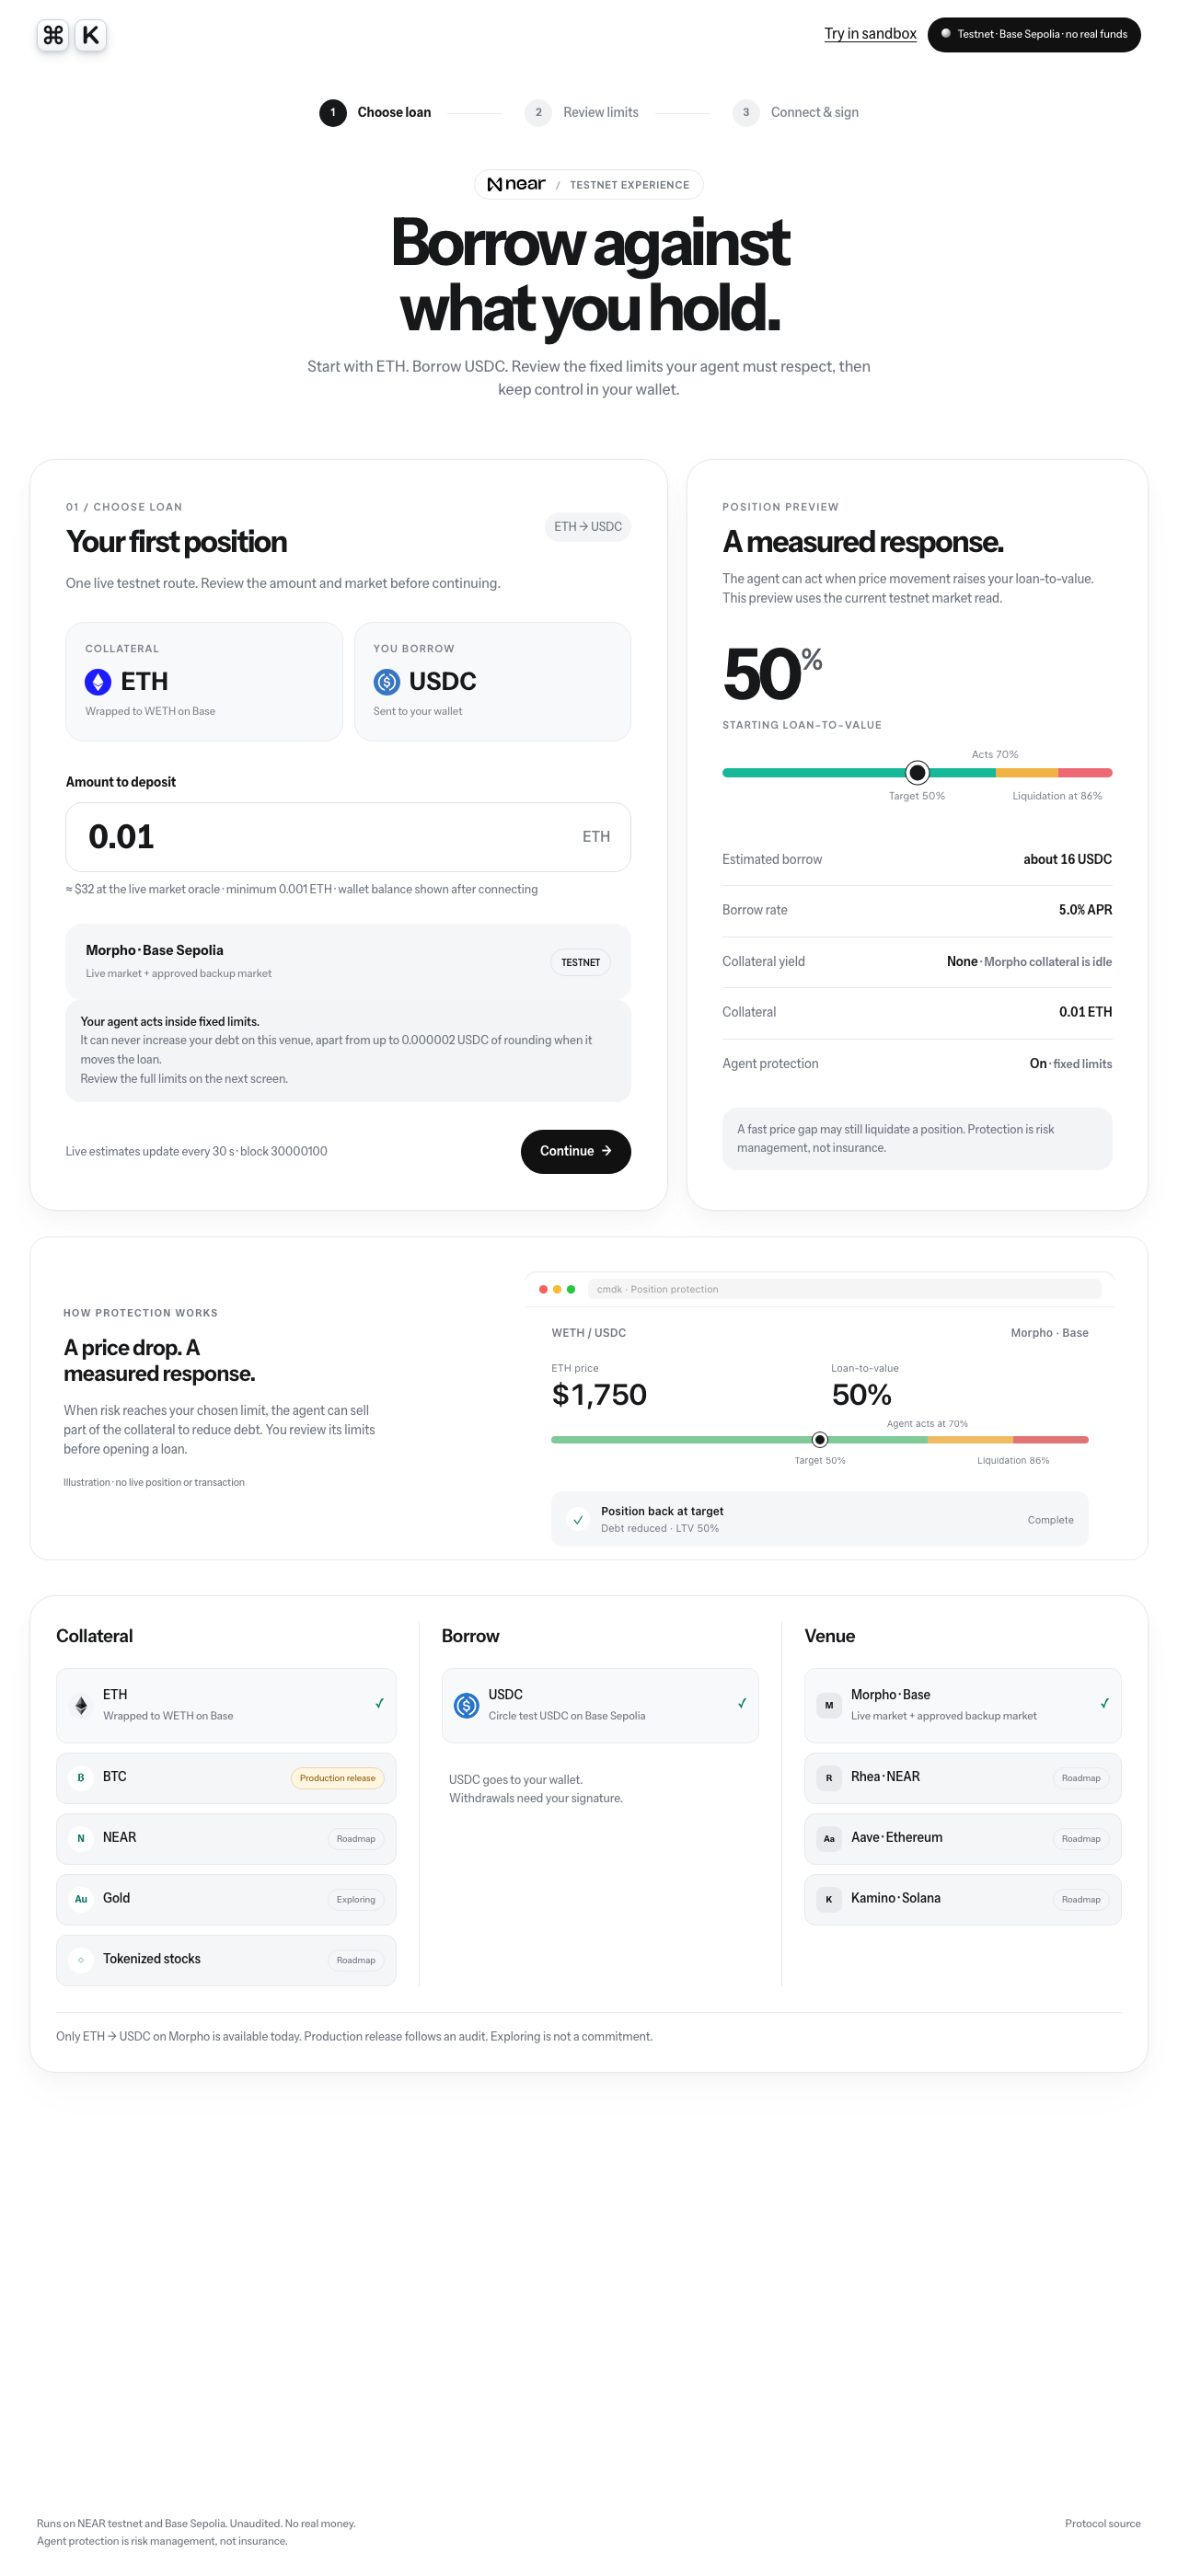 ⌘ K
Try in sandbox
Testnet · Base Sepolia · no real funds
1 Choose loan
2 Review limits
3 Connect & sign
near / TESTNET EXPERIENCE
Borrow against
what you hold.
Start with ETH. Borrow USDC. Review the fixed limits your agent must respect, then
keep control in your wallet.
01 / CHOOSE LOAN
Your first position
ETH → USDC
One live testnet route. Review the amount and market before continuing.
COLLATERAL
ETH
Wrapped to WETH on Base
YOU BORROW
USDC
Sent to your wallet
Amount to deposit
0.01 ETH
≈ $32 at the live market oracle · minimum 0.001 ETH · wallet balance shown after connecting
Morpho · Base Sepolia
Live market + approved backup market
TESTNET
Your agent acts inside fixed limits.
It can never increase your debt on this venue, apart from up to 0.000002 USDC of rounding when it
moves the loan.
Review the full limits on the next screen.
Live estimates update every 30 s · block 30000100
Continue →
POSITION PREVIEW
A measured response.
The agent can act when price movement raises your loan-to-value.
This preview uses the current testnet market read.
50%
STARTING LOAN-TO-VALUE
Acts 70%
Target 50%
Liquidation at 86%
Estimated borrow about 16 USDC
Borrow rate 5.0% APR
Collateral yield None · Morpho collateral is idle
Collateral 0.01 ETH
Agent protection On · fixed limits
A fast price gap may still liquidate a position. Protection is risk
management, not insurance.
HOW PROTECTION WORKS
A price drop. A
measured response.
When risk reaches your chosen limit, the agent can sell
part of the collateral to reduce debt. You review its limits
before opening a loan.
Illustration · no live position or transaction
cmdk · Position protection
WETH / USDC
Morpho · Base
ETH price
$1,750
Loan-to-value
50%
Agent acts at 70%
Target 50%
Liquidation 86%
✓
Position back at target
Debt reduced · LTV 50%
Complete
Collateral
ETH
Wrapped to WETH on Base
✓
B BTC Production release
N NEAR Roadmap
Au Gold Exploring
◇ Tokenized stocks Roadmap
Borrow
USDC
Circle test USDC on Base Sepolia
✓
USDC goes to your wallet.
Withdrawals need your signature.
Venue
M Morpho · Base
Live market + approved backup market
✓
R Rhea · NEAR Roadmap
Aa Aave · Ethereum Roadmap
K Kamino · Solana Roadmap
Only ETH → USDC on Morpho is available today. Production release follows an audit. Exploring is not a commitment.
Runs on NEAR testnet and Base Sepolia. Unaudited. No real money.
Agent protection is risk management, not insurance.
Protocol source